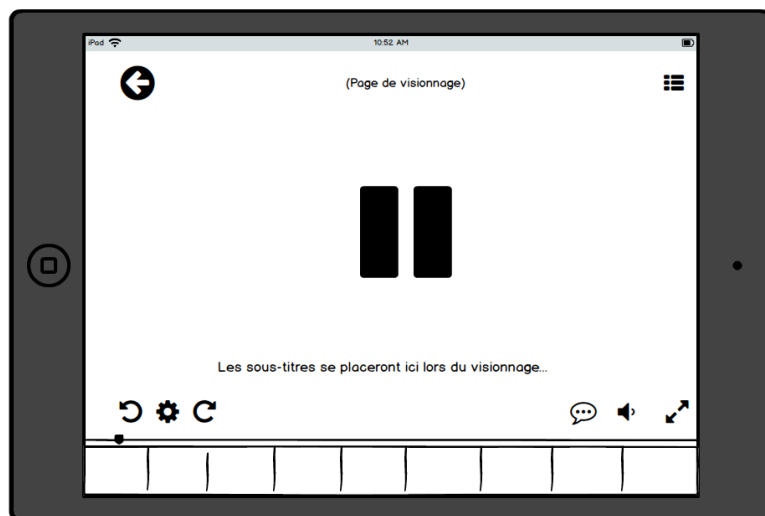 iPad
10:52 AM
(Page de visionnage)
Les sous-titres se placeront ici lors du visionnage...